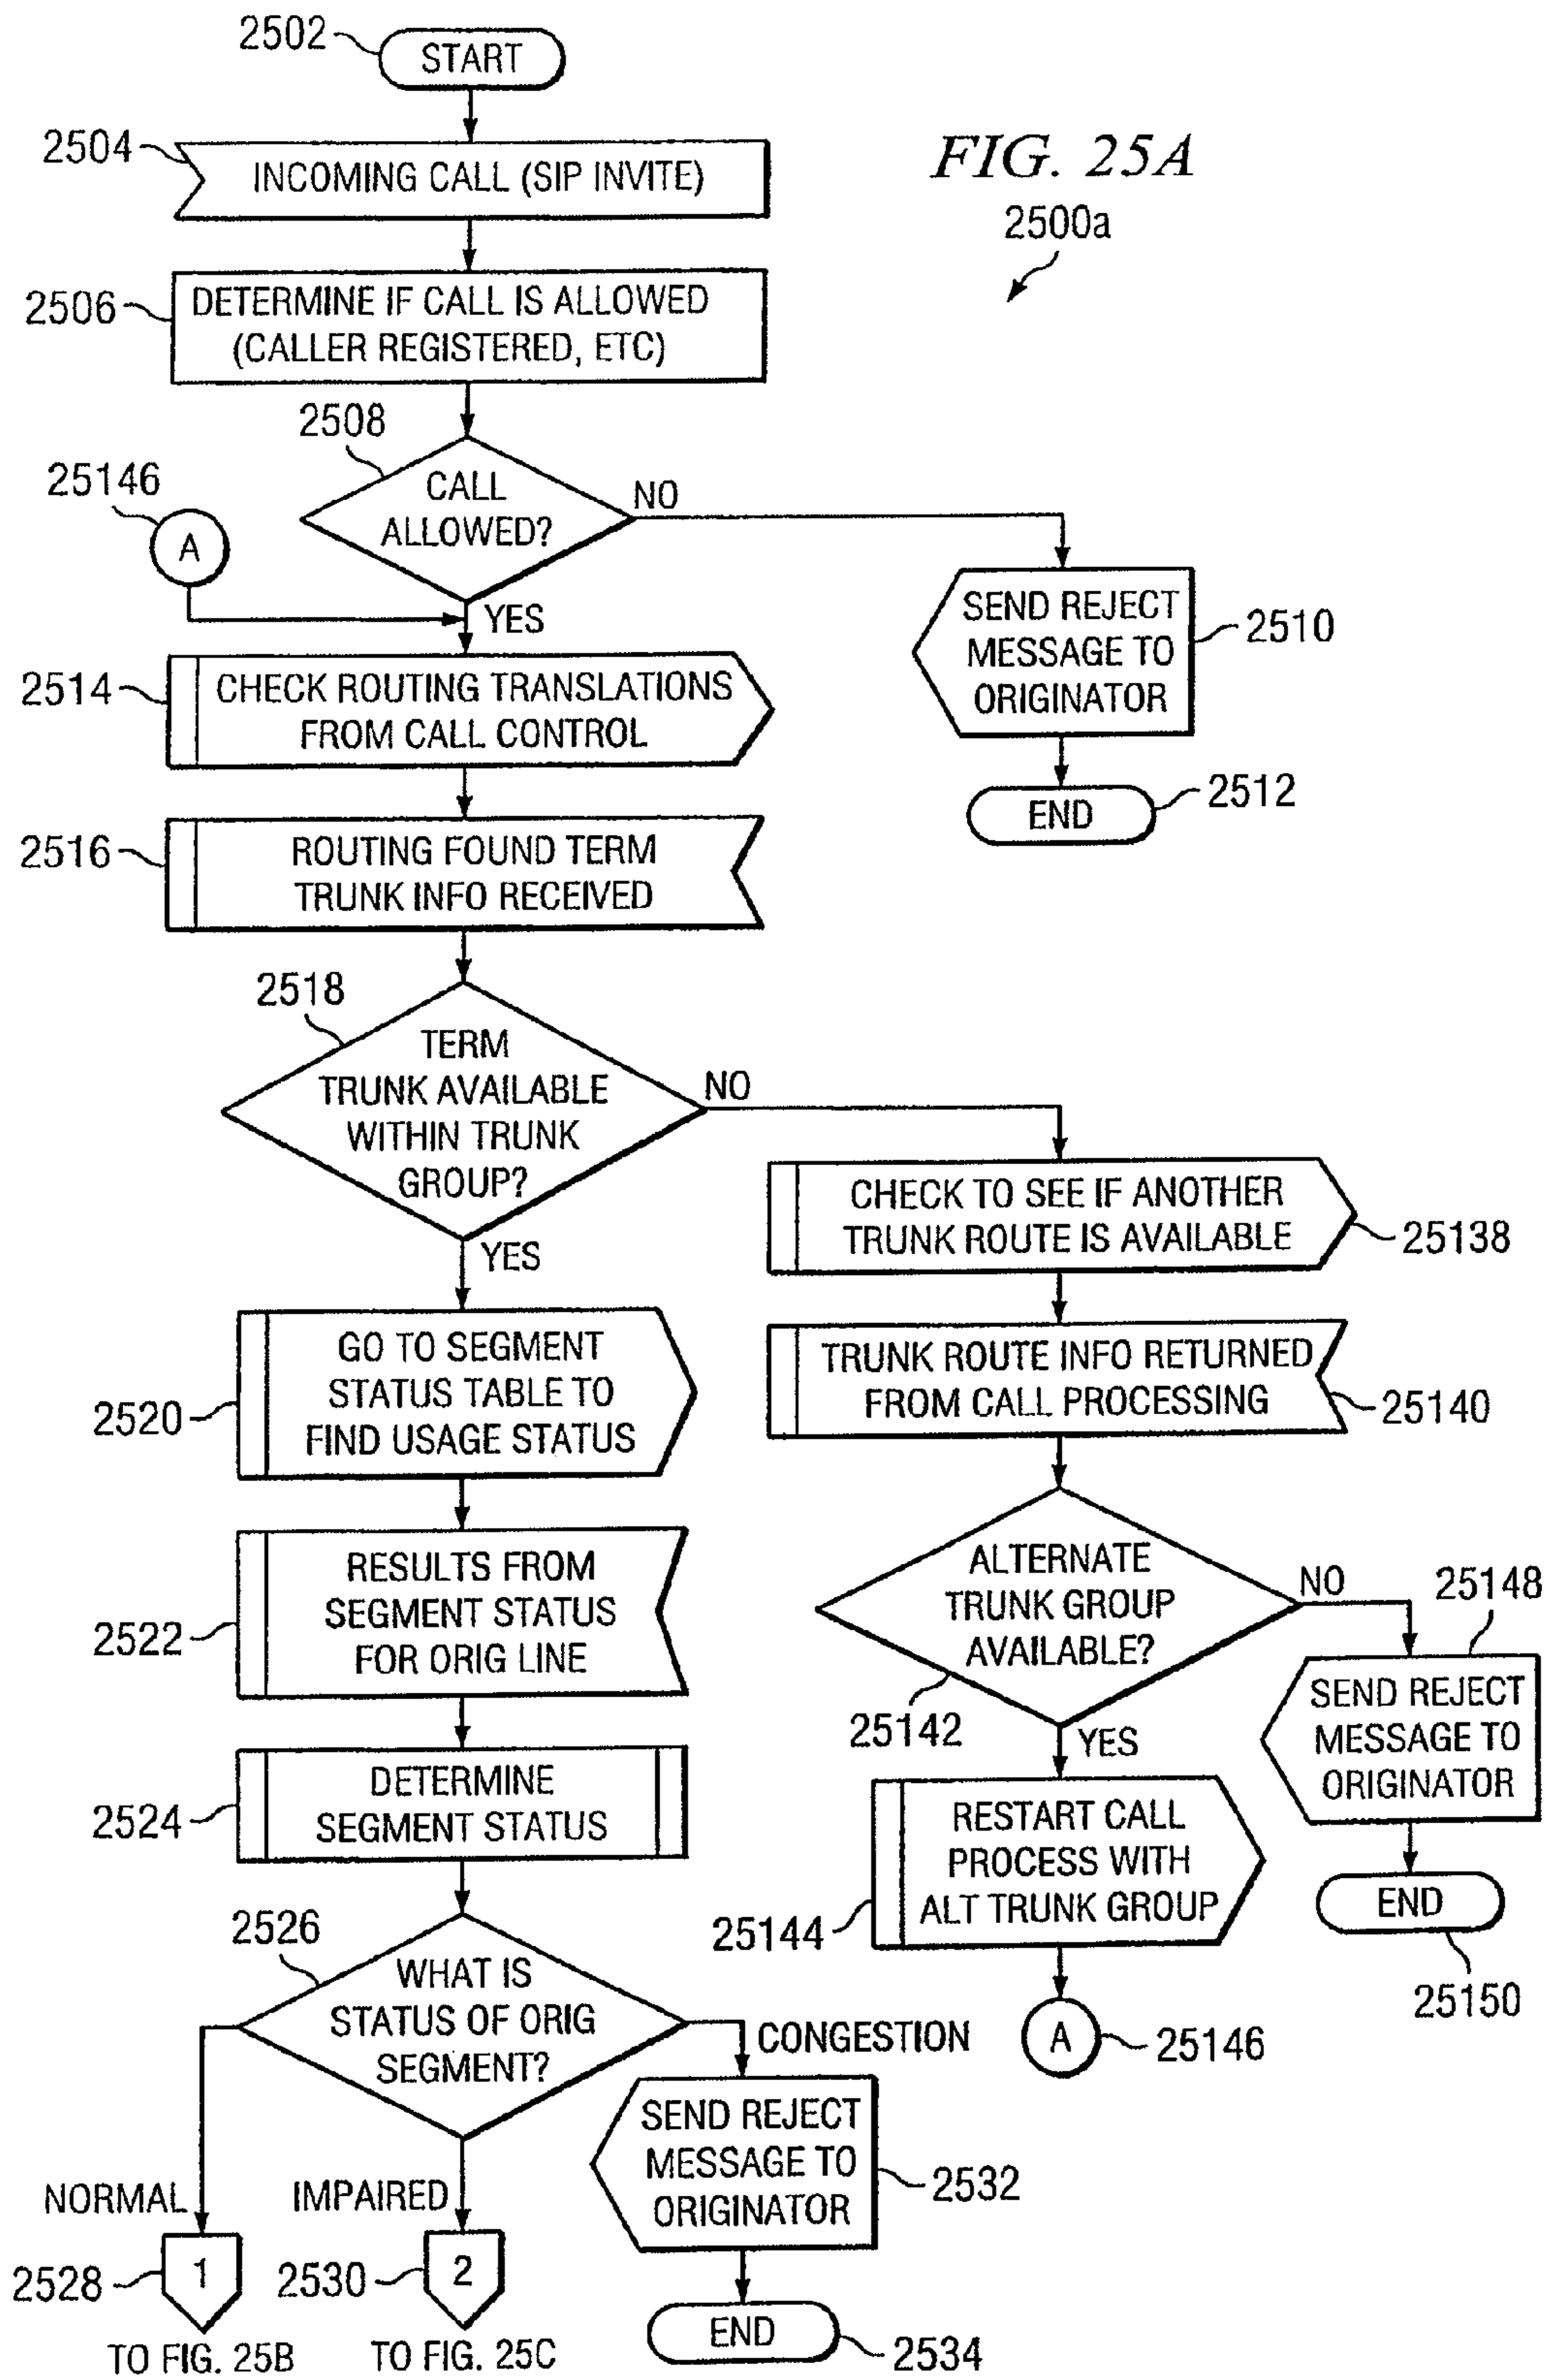 2502
START
FIG. 25A
2500a
2504
INCOMING CALL (SIP INVITE)
2506
DETERMINE IF CALL IS ALLOWED
(CALLER REGISTERED, ETC)
2508
CALL
ALLOWED?
NO
25146
A
YES
SEND REJECT
MESSAGE TO
ORIGINATOR
2510
END
2512
2514
CHECK ROUTING TRANSLATIONS
FROM CALL CONTROL
2516
ROUTING FOUND TERM
TRUNK INFO RECEIVED
2518
TERM
TRUNK AVAILABLE
WITHIN TRUNK
GROUP?
NO
YES
CHECK TO SEE IF ANOTHER
TRUNK ROUTE IS AVAILABLE
25138
TRUNK ROUTE INFO RETURNED
FROM CALL PROCESSING
25140
2520
GO TO SEGMENT
STATUS TABLE TO
FIND USAGE STATUS
2522
RESULTS FROM
SEGMENT STATUS
FOR ORIG LINE
ALTERNATE
TRUNK GROUP
AVAILABLE?
25142
NO
YES
25148
SEND REJECT
MESSAGE TO
ORIGINATOR
END
25150
2524
DETERMINE
SEGMENT STATUS
25144
RESTART CALL
PROCESS WITH
ALT TRUNK GROUP
A
25146
2526
WHAT IS
STATUS OF ORIG
SEGMENT?
CONGESTION
SEND REJECT
MESSAGE TO
ORIGINATOR
2532
END
2534
NORMAL
2528
1
TO FIG. 25B
IMPAIRED
2530
2
TO FIG. 25C